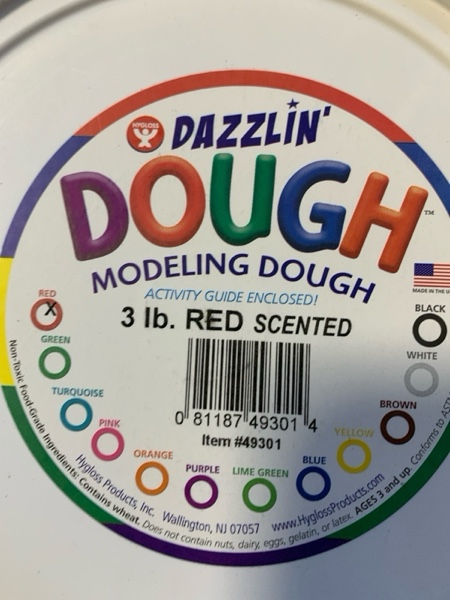 HYGLOSS
DAZZLIN'
DOUGH™
MODELING DOUGH
ACTIVITY GUIDE ENCLOSED!
3 lb. RED SCENTED
MADE IN THE U
RED
X
GREEN
TURQUOISE
PINK
ORANGE
PURPLE
LIME GREEN
BLUE
YELLOW
BROWN
WHITE
BLACK
0 81187 49301 4
Item #49301
Non-Toxic Food-Grade Ingredients: Contains wheat. Does not contain nuts, dairy, eggs, gelatin, or latex. AGES 3 and up. Conforms to AST
Hygloss Products, Inc. Wallington, NJ 07057 www.HyglossProducts.com